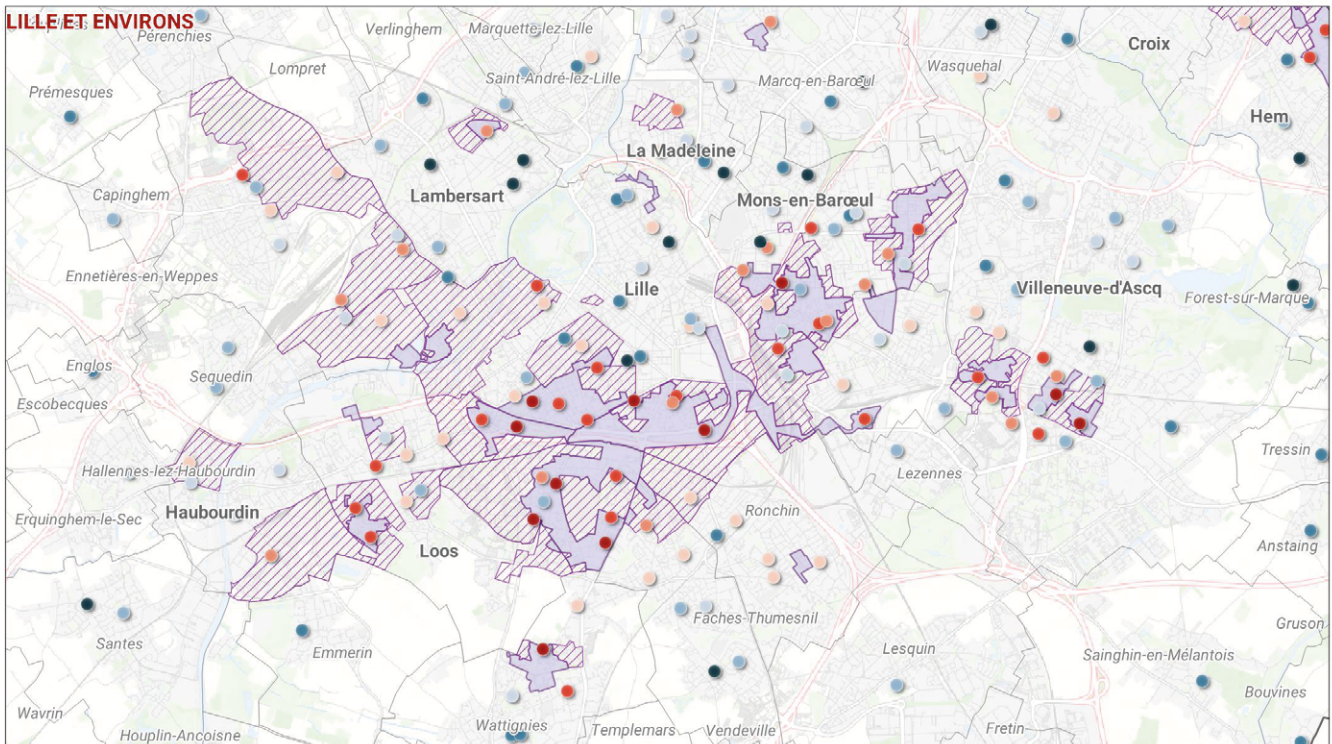 LILLE ET ENVIRONS
Pérenchies
Verlinghem
Marquette-lez-Lille
Croix
Lompret
Saint-André-lez-Lille
Marcq-en-Barœul
Wasquehal
Prémesques
Hem
La Madeleine
Capinghem
Lambersart
Mons-en-Barœul
Ennetières-en-Weppes
Lille
Villeneuve-d'Ascq
Forest-sur-Marque
Englos
Sequedin
Escobecques
Hallennes-lez-Haubourdin
Lezennes
Tressin
Erquinghem-le-Sec
Haubourdin
Ronchin
Loos
Anstaing
Santes
Emmerin
Faches-Thumesnil
Lesquin
Sainghin-en-Mélantois
Gruson
Wavrin
Houplin-Ancoisne
Wattignies
Templemars
Vendeville
Fretin
Bouvines